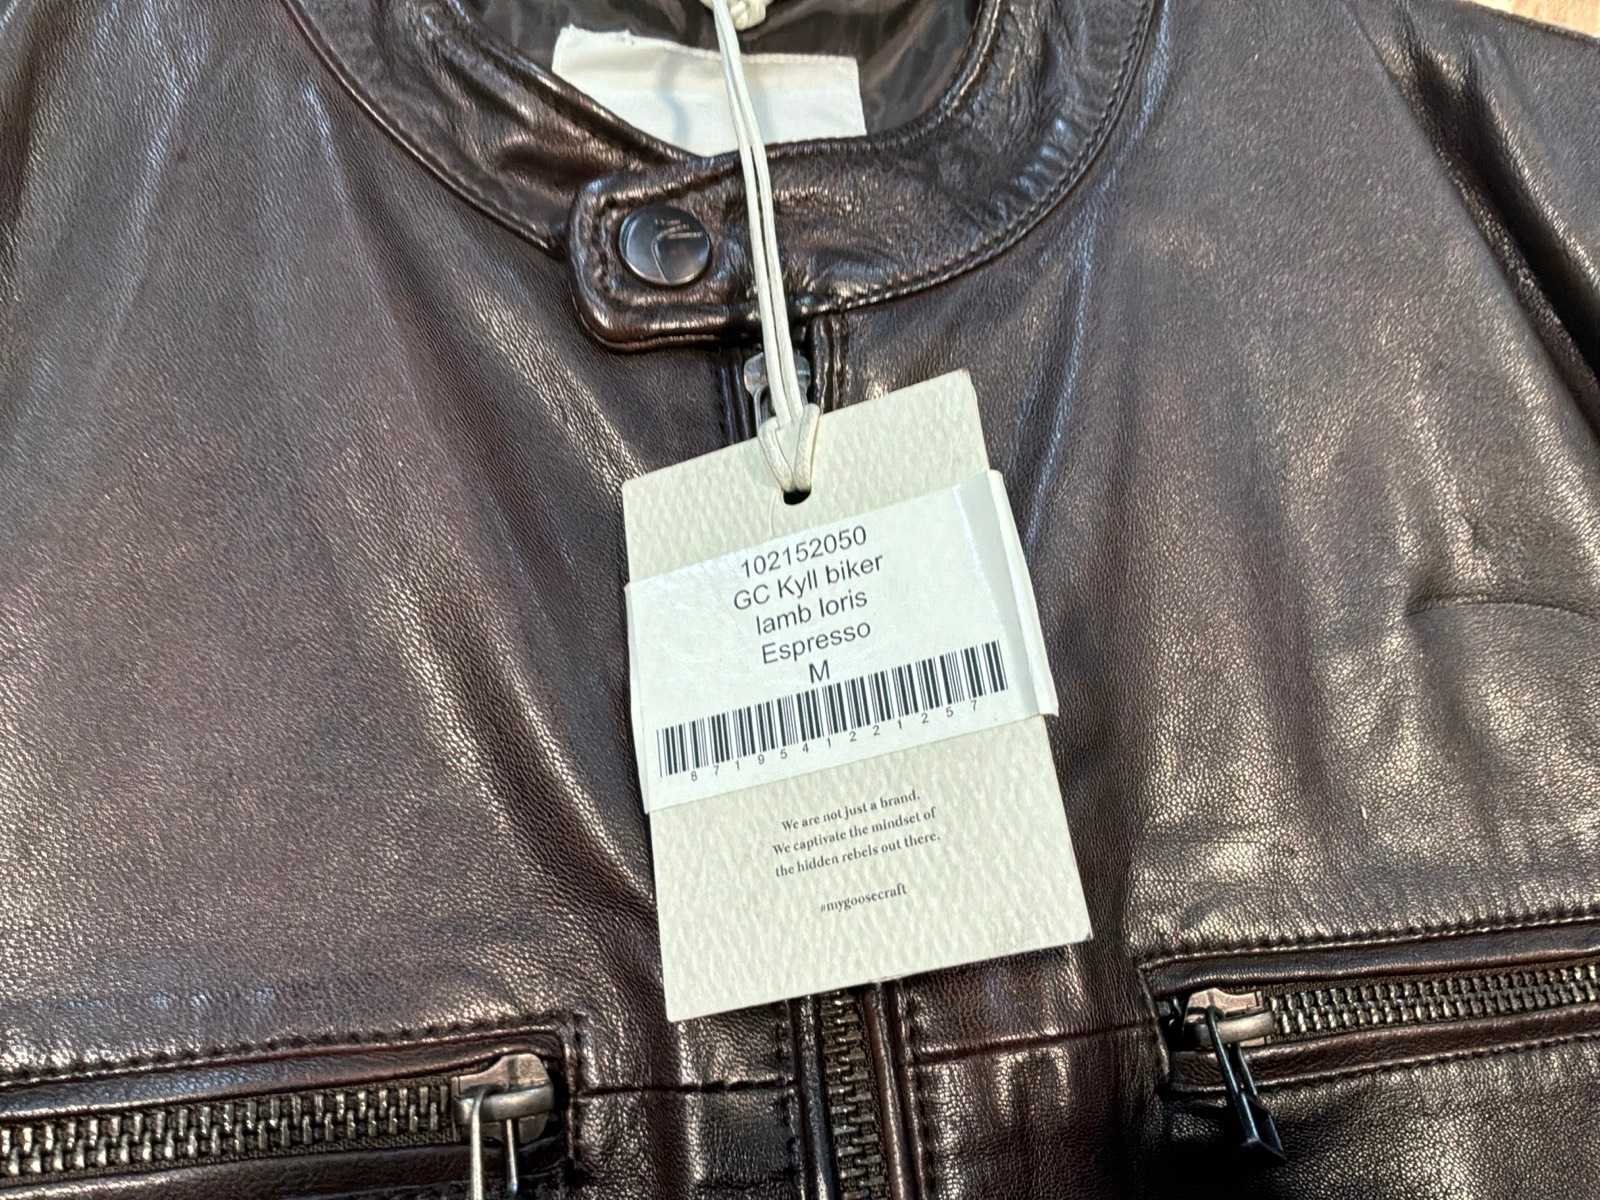 102152050
GC Kyll biker
lamb loris
Espresso
M
8719541221257
We are not just a brand.
We captivate the mindset of
the hidden rebels out there.
#mygoosecraft